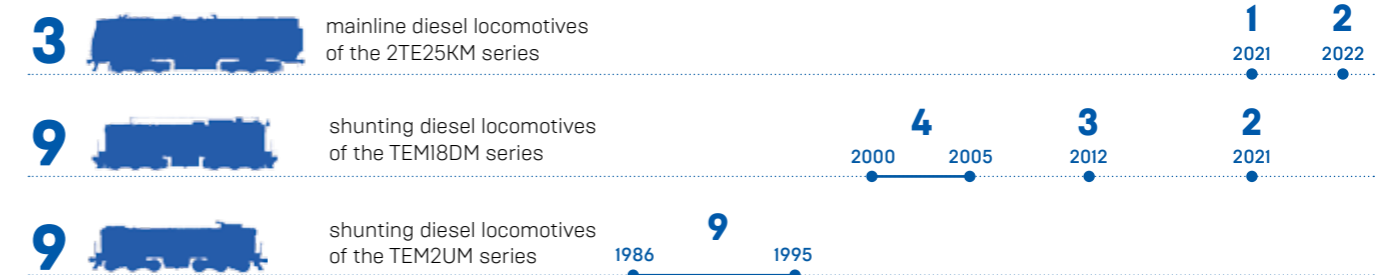 3 mainline diesel locomotives 1 2
of the 2TE25KM series 2021 2022
9 shunting diesel locomotives 4 3 2
of the TEM18DM series 2000 2005 2012 2021
9 shunting diesel locomotives 9
of the TEM2UM series 1986 1995